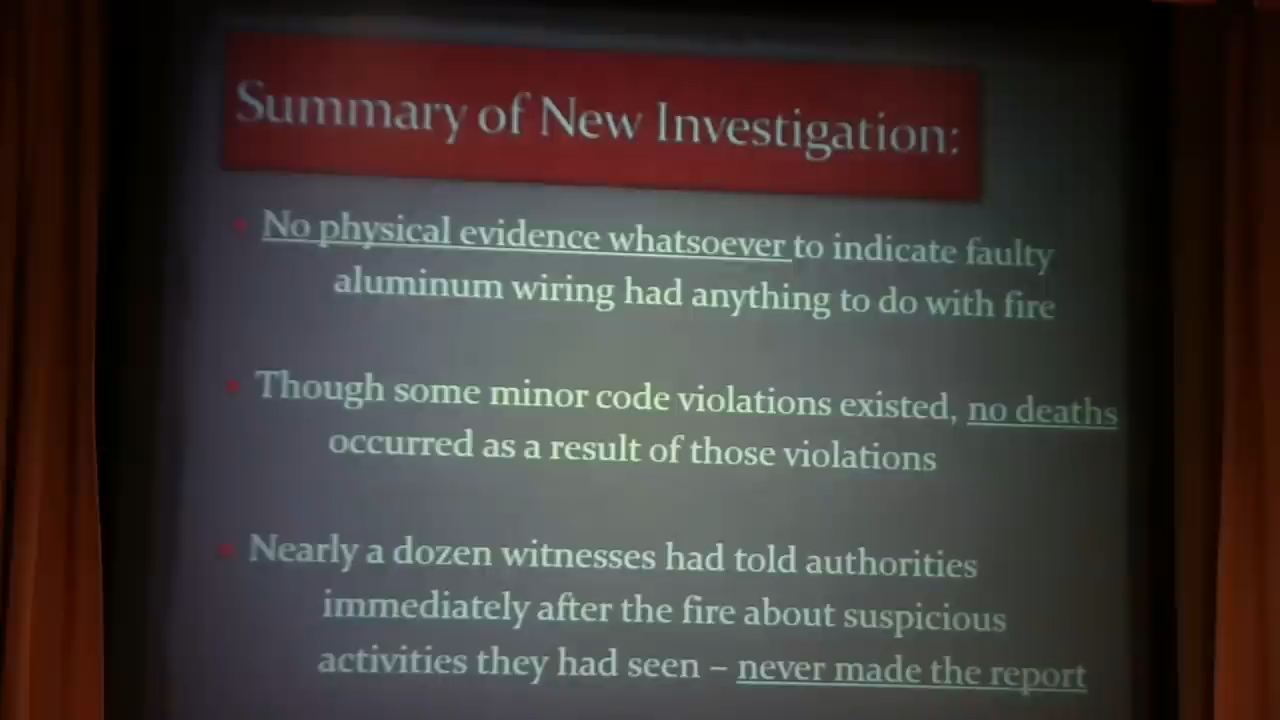 Summary of New Investigation:
No physical evidence whatsoever to indicate faulty
aluminum wiring had anything to do with fire
Though some minor code violations existed, no deaths
occurred as a result of those violations
Nearly a dozen witnesses had told authorities
immediately after the fire about suspicious
activities they had seen – never made the report